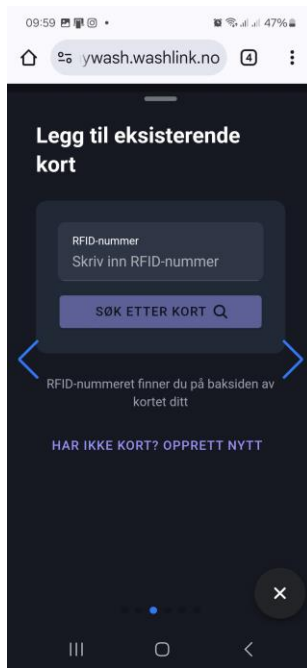 09:59
47%
ywash.washlink.no
4
Legg til eksisterende
kort
RFID-nummer
Skriv inn RFID-nummer
SØK ETTER KORT
RFID-nummeret finner du på baksiden av
kortet ditt
HAR IKKE KORT? OPPRETT NYTT